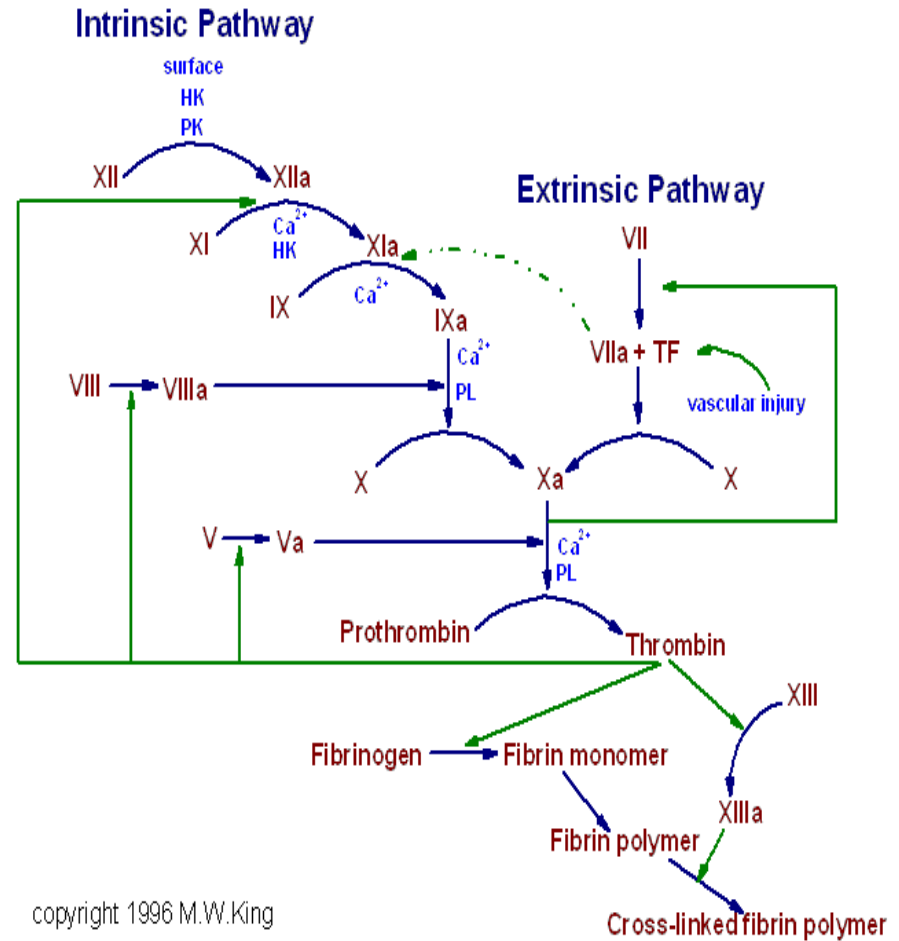 Intrinsic Pathway
surface
HK
PK
XII
XIIa
Extrinsic Pathway
XI
Ca²⁺
HK
XIa
VII
IX
Ca²⁺
IXa
Ca²⁺
PL
VIIa + TF
VIII
VIIIa
vascular injury
X
Xa
X
V
Va
Ca²⁺
PL
Prothrombin
Thrombin
XIII
Fibrinogen
Fibrin monomer
XIIIa
Fibrin polymer
copyright 1996 M.W.King
Cross-linked fibrin polymer